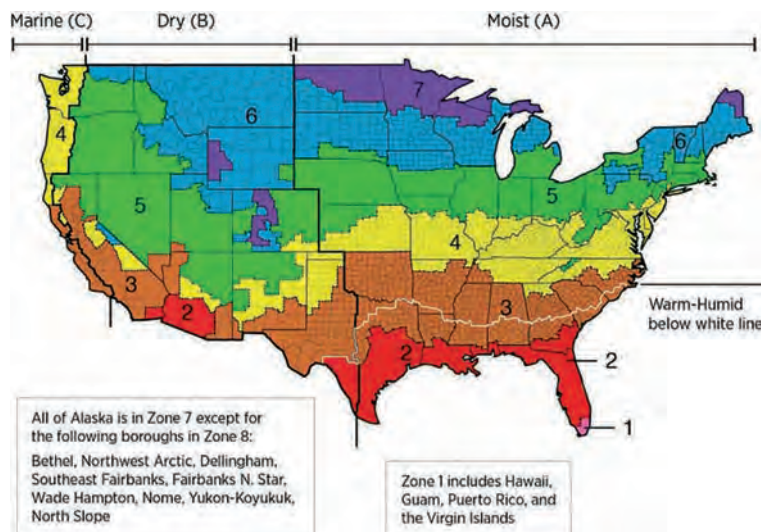 Marine (C)
Dry (B)
Moist (A)
7
6
6
4
5
5
4
3
3
2
2
Warm-Humid
below white line
2
1
All of Alaska is in Zone 7 except for
the following boroughs in Zone 8:
Bethel, Northwest Arctic, Dellingham,
Southeast Fairbanks, Fairbanks N. Star,
Wade Hampton, Nome, Yukon-Koyukuk,
North Slope
Zone 1 includes Hawaii,
Guam, Puerto Rico, and
the Virgin Islands